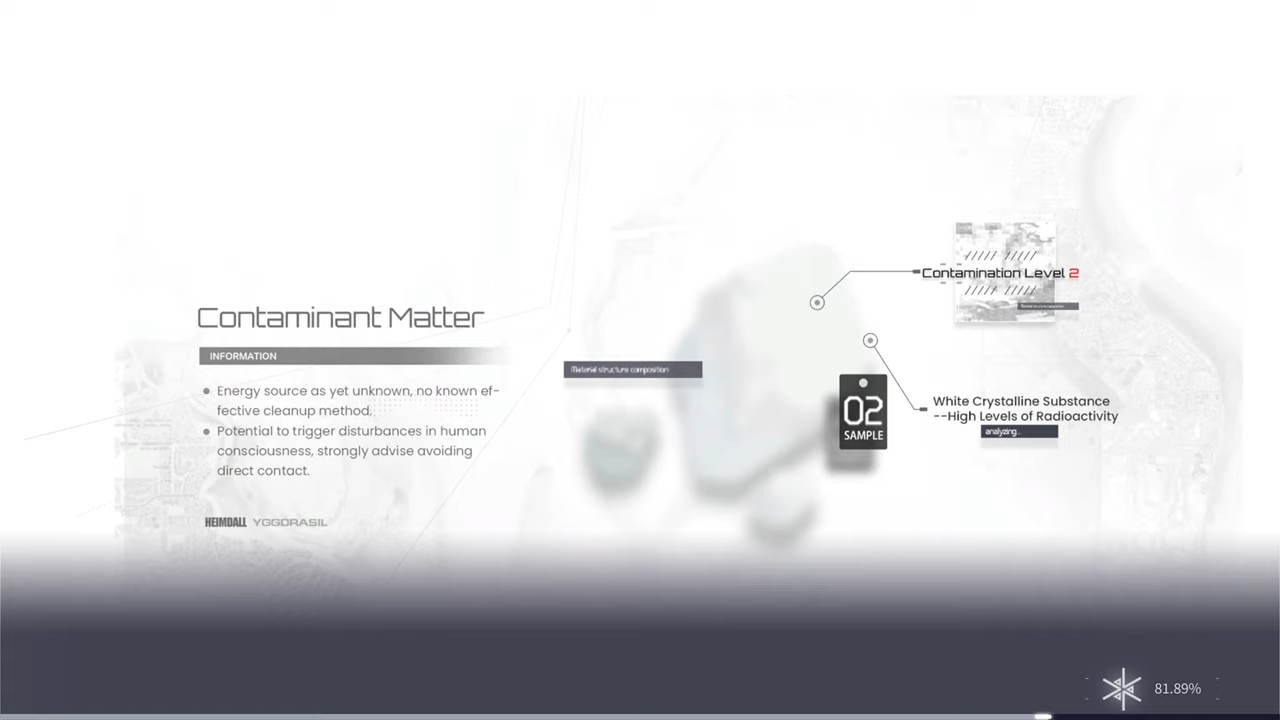 Contaminant Matter
INFORMATION
Energy source as yet unknown, no known ef-
fective cleanup method.
Potential to trigger disturbances in human
consciousness, strongly advise avoiding
direct contact.
HEIMDALL YGGDRASIL
Material structure composition
02
SAMPLE
Contamination Level 2
White Crystalline Substance
--High Levels of Radioactivity
analyzing...
81.89%